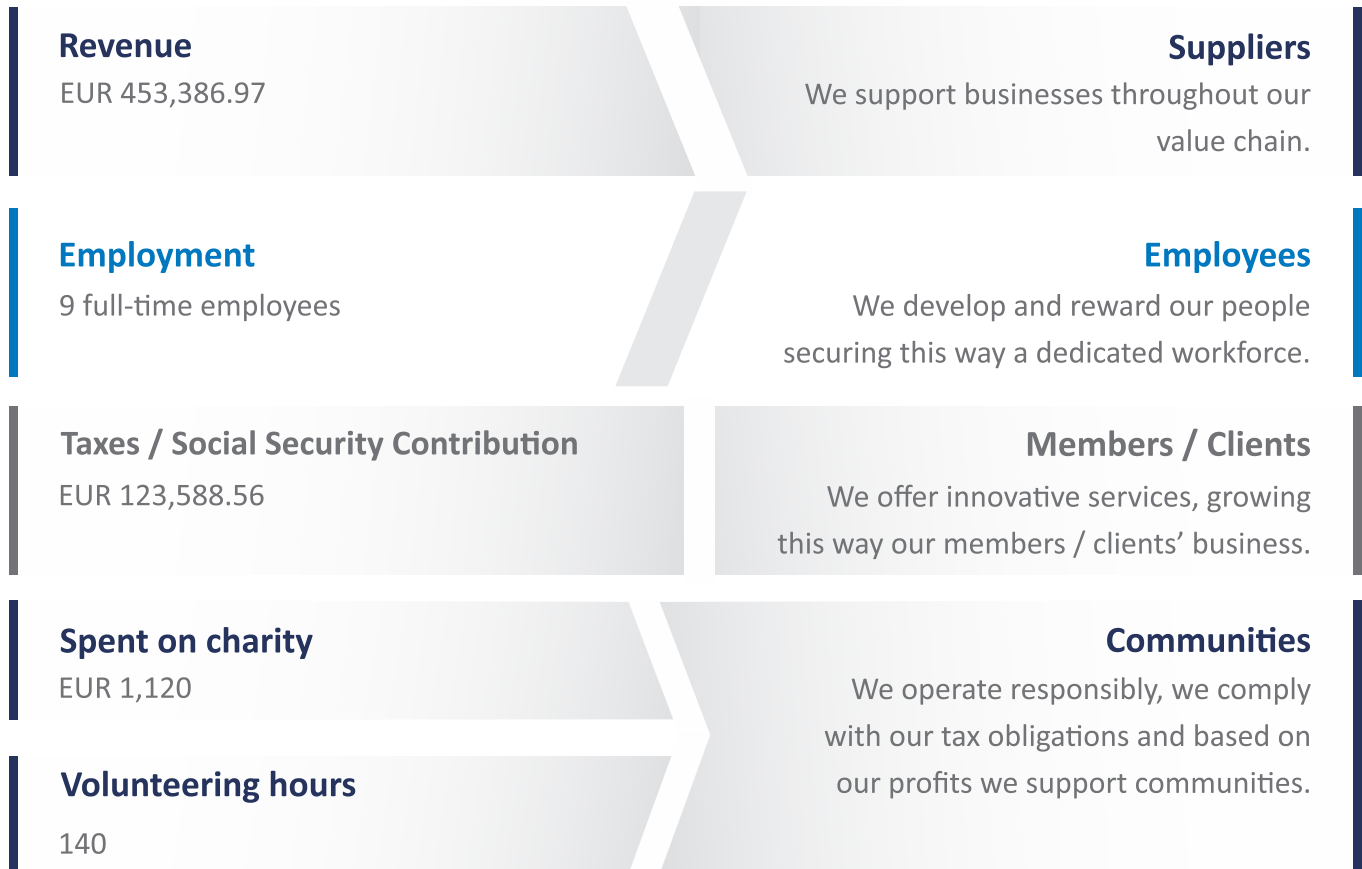 Revenue
EUR 453,386.97
Suppliers
We support businesses throughout our
value chain.
Employment
9 full-time employees
Employees
We develop and reward our people
securing this way a dedicated workforce.
Taxes / Social Security Contribution
EUR 123,588.56
Members / Clients
We offer innovative services, growing
this way our members / clients’ business.
Spent on charity
EUR 1,120
Volunteering hours
140
Communities
We operate responsibly, we comply
with our tax obligations and based on
our profits we support communities.